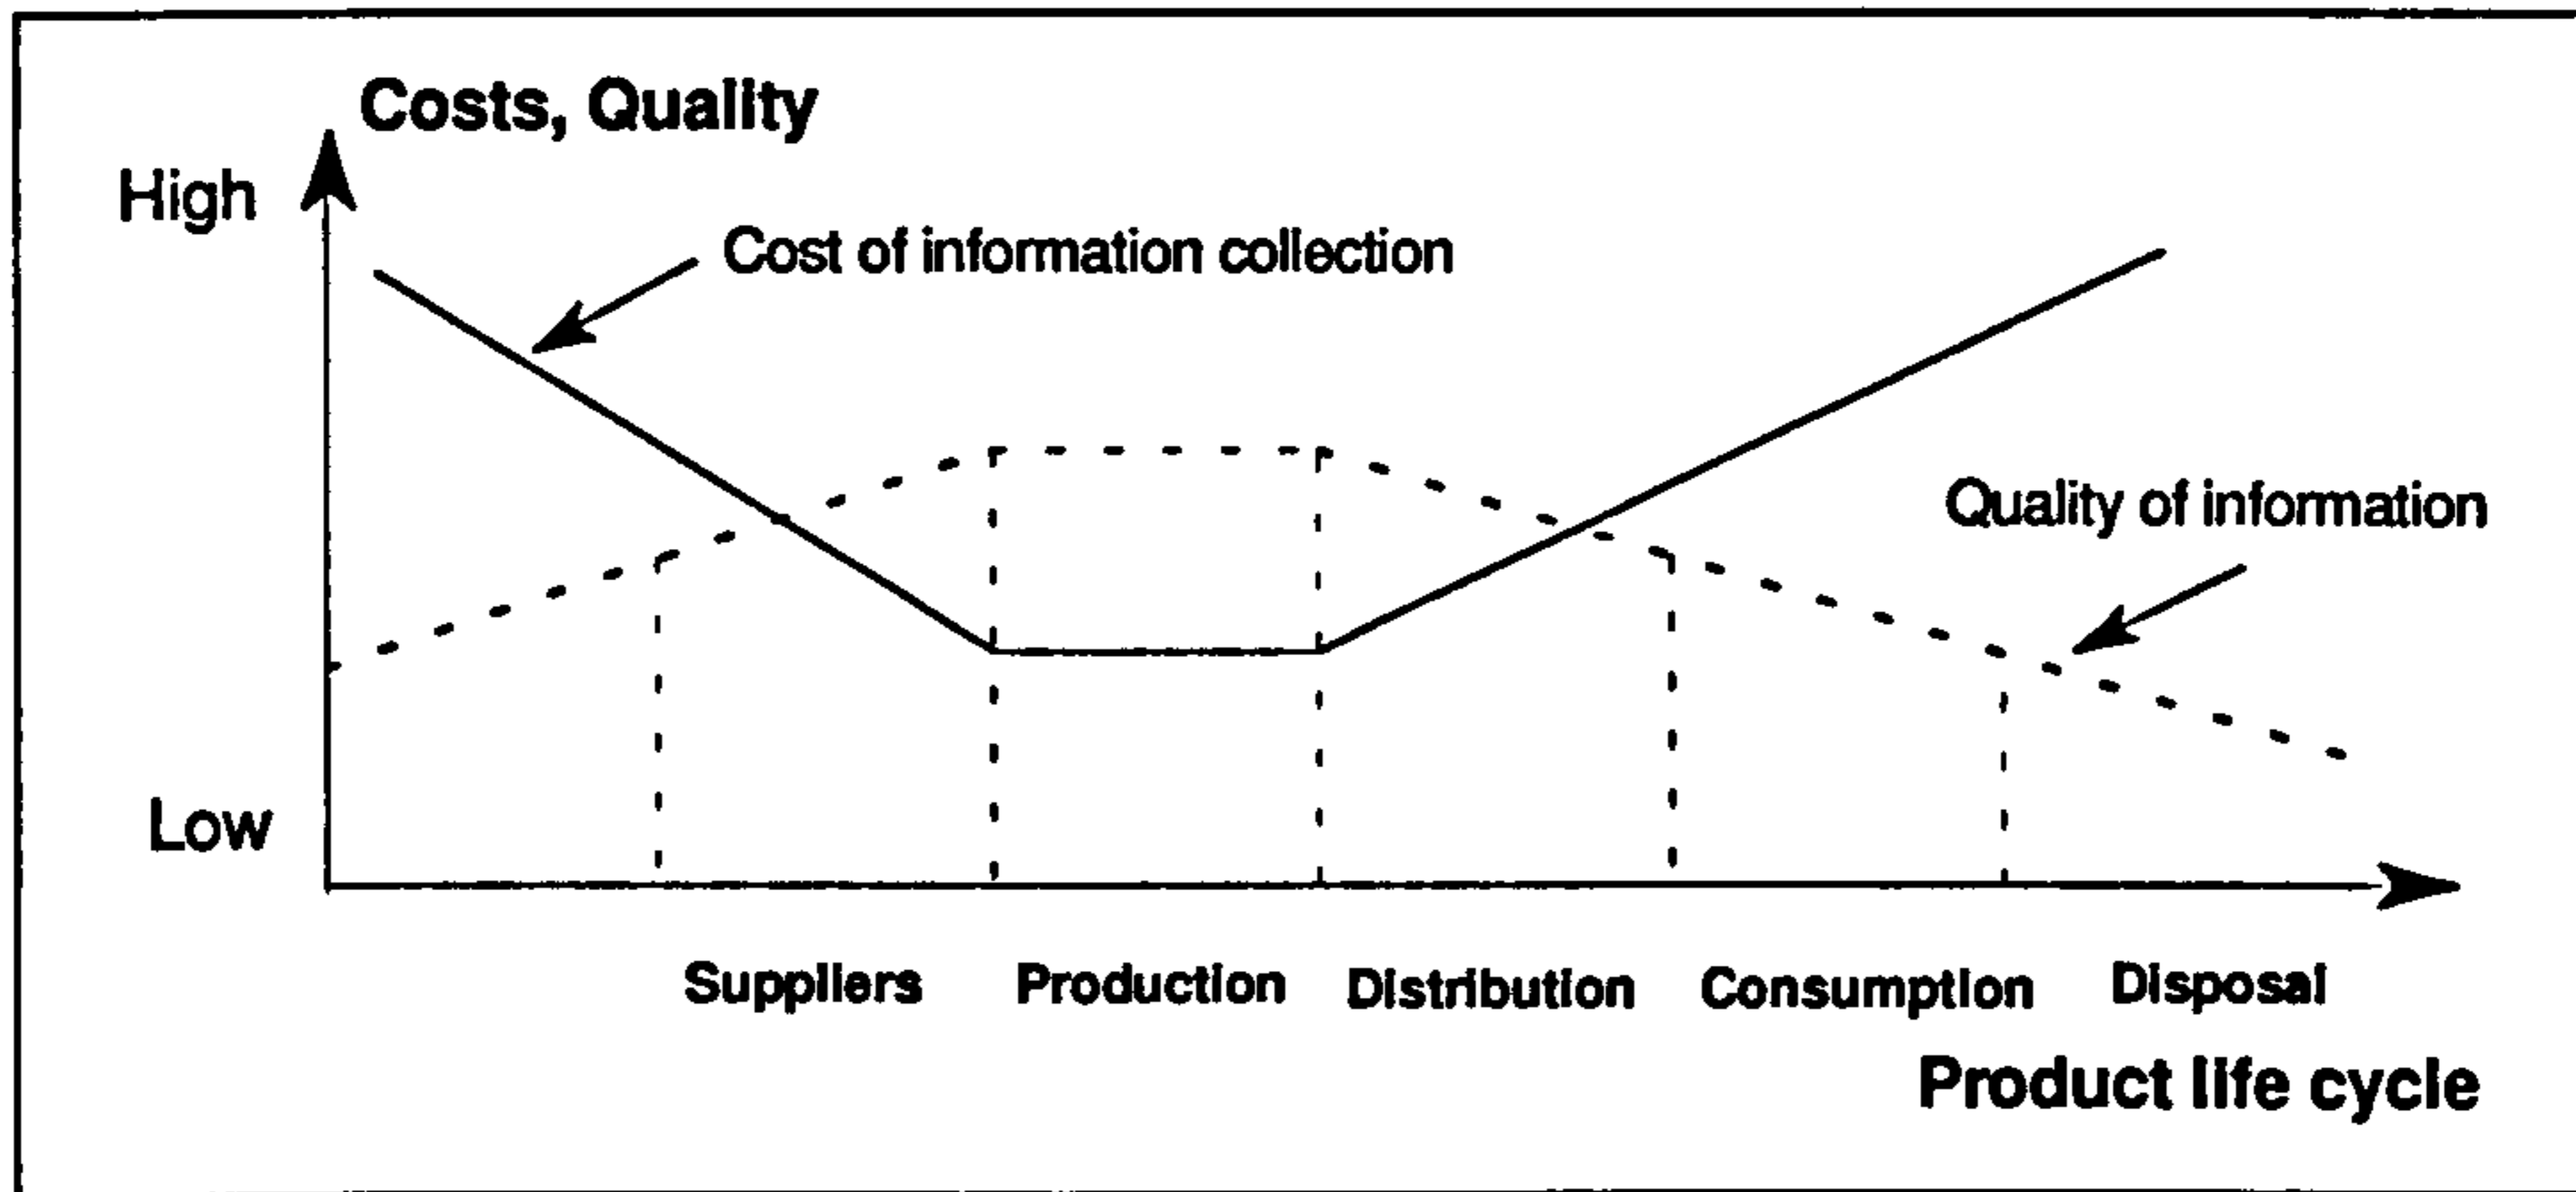 Costs, Quality
High
Cost of information collection
Quality of information
Low
Suppliers Production Distribution Consumption Disposal
Product life cycle